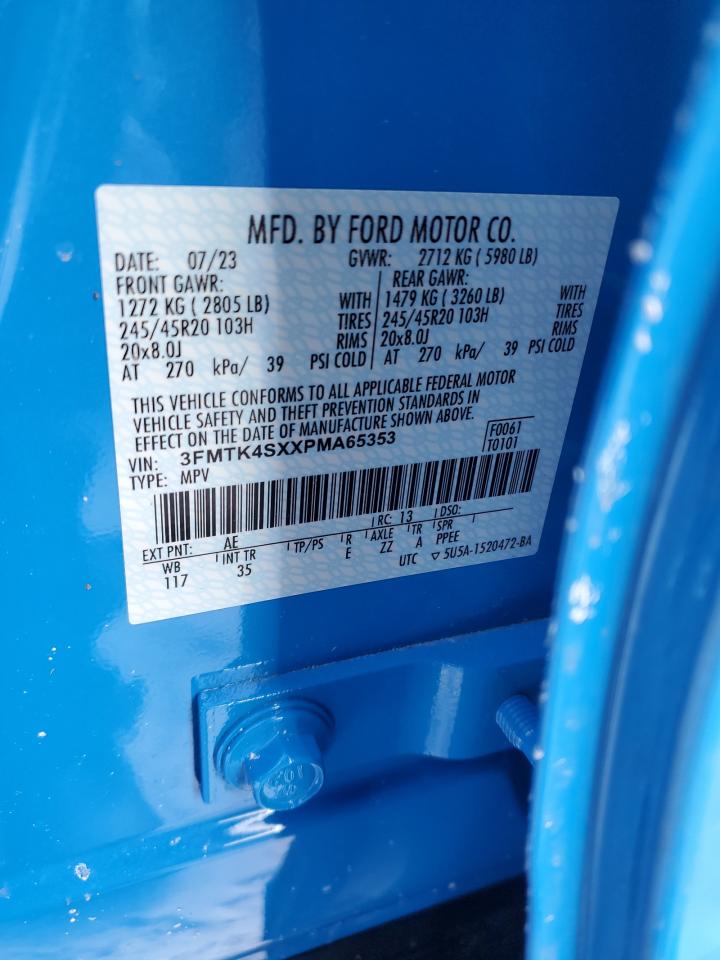 MFD. BY FORD MOTOR CO.
DATE: 07/23 GVWR: 2712 KG ( 5980 LB)
FRONT GAWR: REAR GAWR:
1272 KG ( 2805 LB) WITH 1479 KG ( 3260 LB) WITH
245/45R20 103H TIRES 245/45R20 103H TIRES
20x8.0J RIMS 20x8.0J RIMS
AT 270 kPa/ 39 PSI COLD AT 270 kPa/ 39 PSI COLD
THIS VEHICLE CONFORMS TO ALL APPLICABLE FEDERAL MOTOR
VEHICLE SAFETY AND THEFT PREVENTION STANDARDS IN
EFFECT ON THE DATE OF MANUFACTURE SHOWN ABOVE.
VIN: 3FMTK4SXXPMA65353 F0061
TYPE: MPV T0101
EXT PNT: AE RC: 13 DSO:
WB INT TR TP/PS R AXLE TR SPR
117 35 E ZZ A PPEE
UTC ▽ 5U5A-1520472-BA